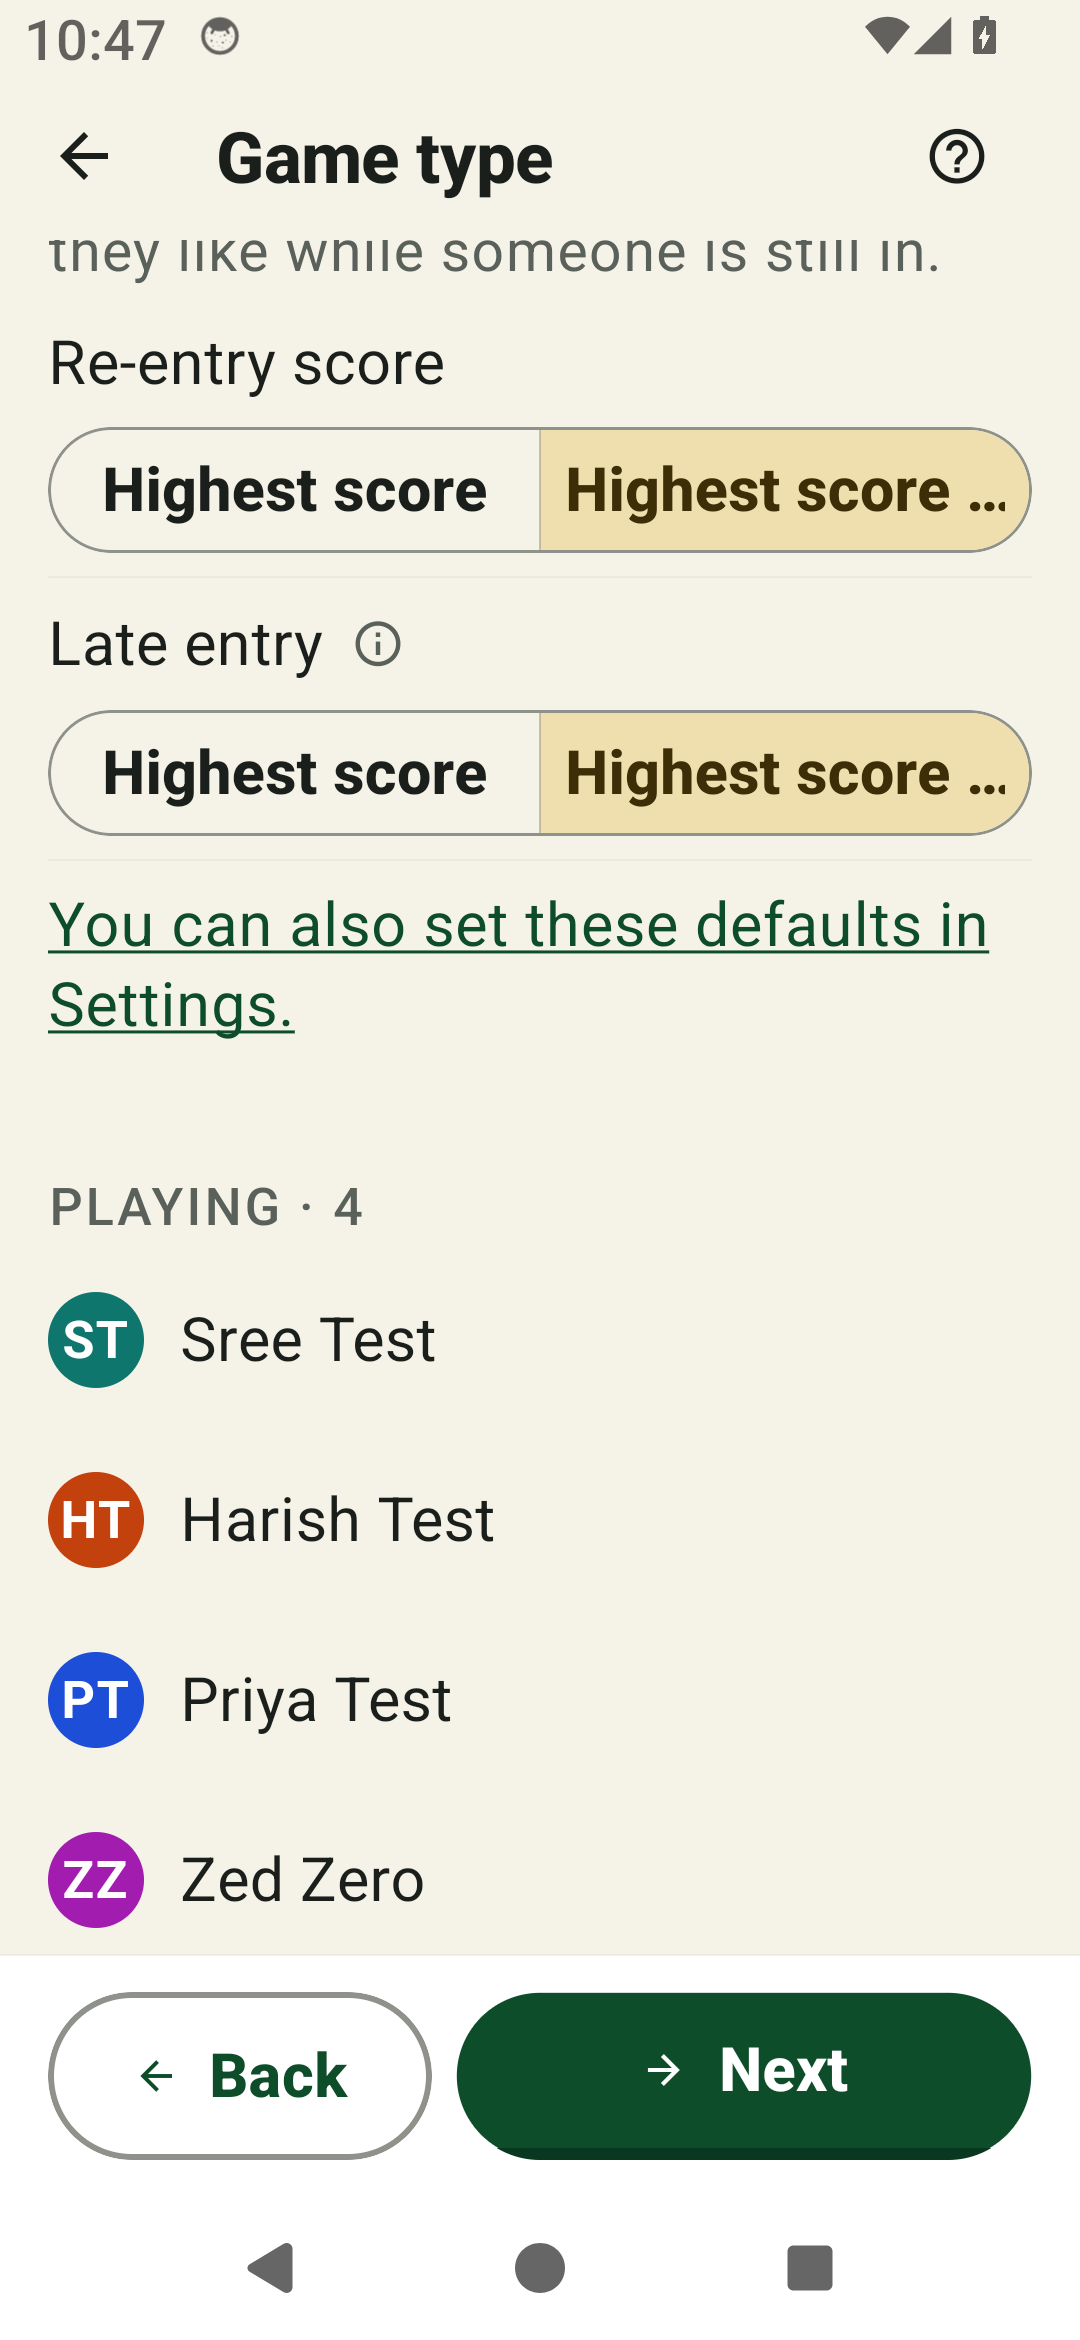 10:47
Game type
they like while someone is still in.
Re-entry score
Highest score
Highest score ...
Late entry
Highest score
Highest score ...
You can also set these defaults in
Settings.
PLAYING · 4
ST Sree Test
HT Harish Test
PT Priya Test
ZZ Zed Zero
Back
Next